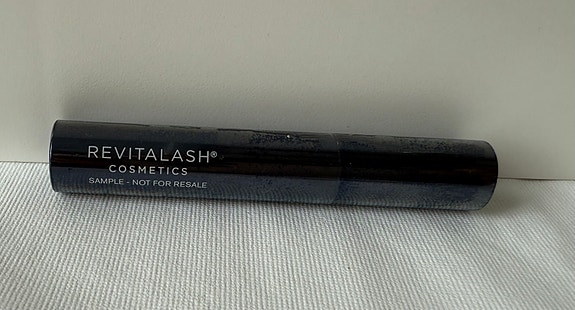 REVITALASH®
COSMETICS
SAMPLE - NOT FOR RESALE